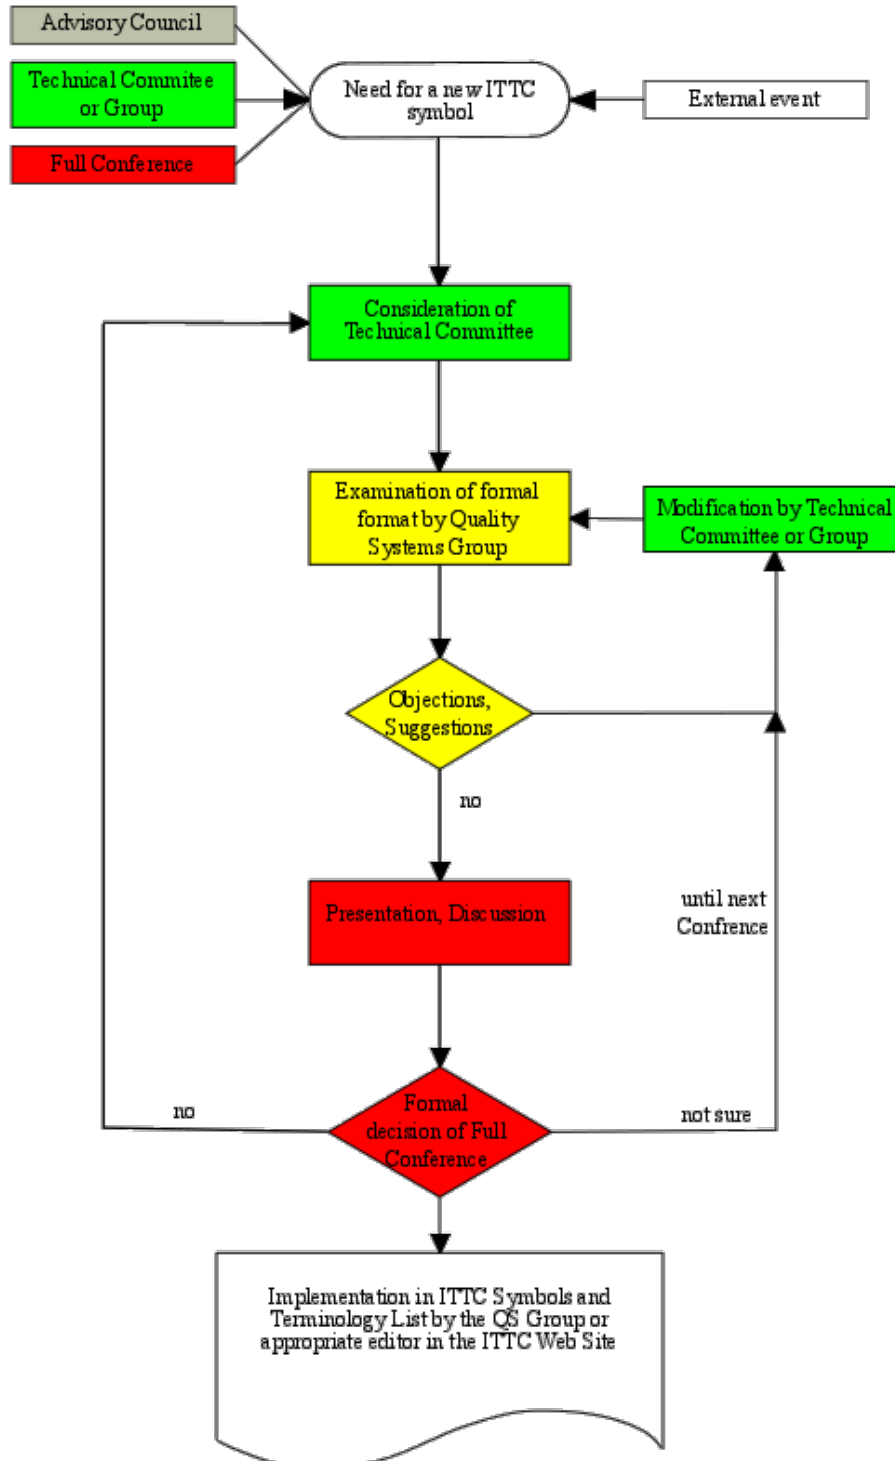 Advisory Council
Technical Commitee
or Group
Full Conference
Need for a new ITTC
symbol
External event
Consideration of
Technical Committee
Examination of formal
format by Quality
Systems Group
Modification by Technical
Committee or Group
Objections,
Suggestions
no
Presentation, Discussion
until next
Confrence
no
Formal
decision of Full
Conference
not sure
Implementation in ITTC Symbols and
Terminology List by the QS Group or
appropriate editor in the ITTC Web Site